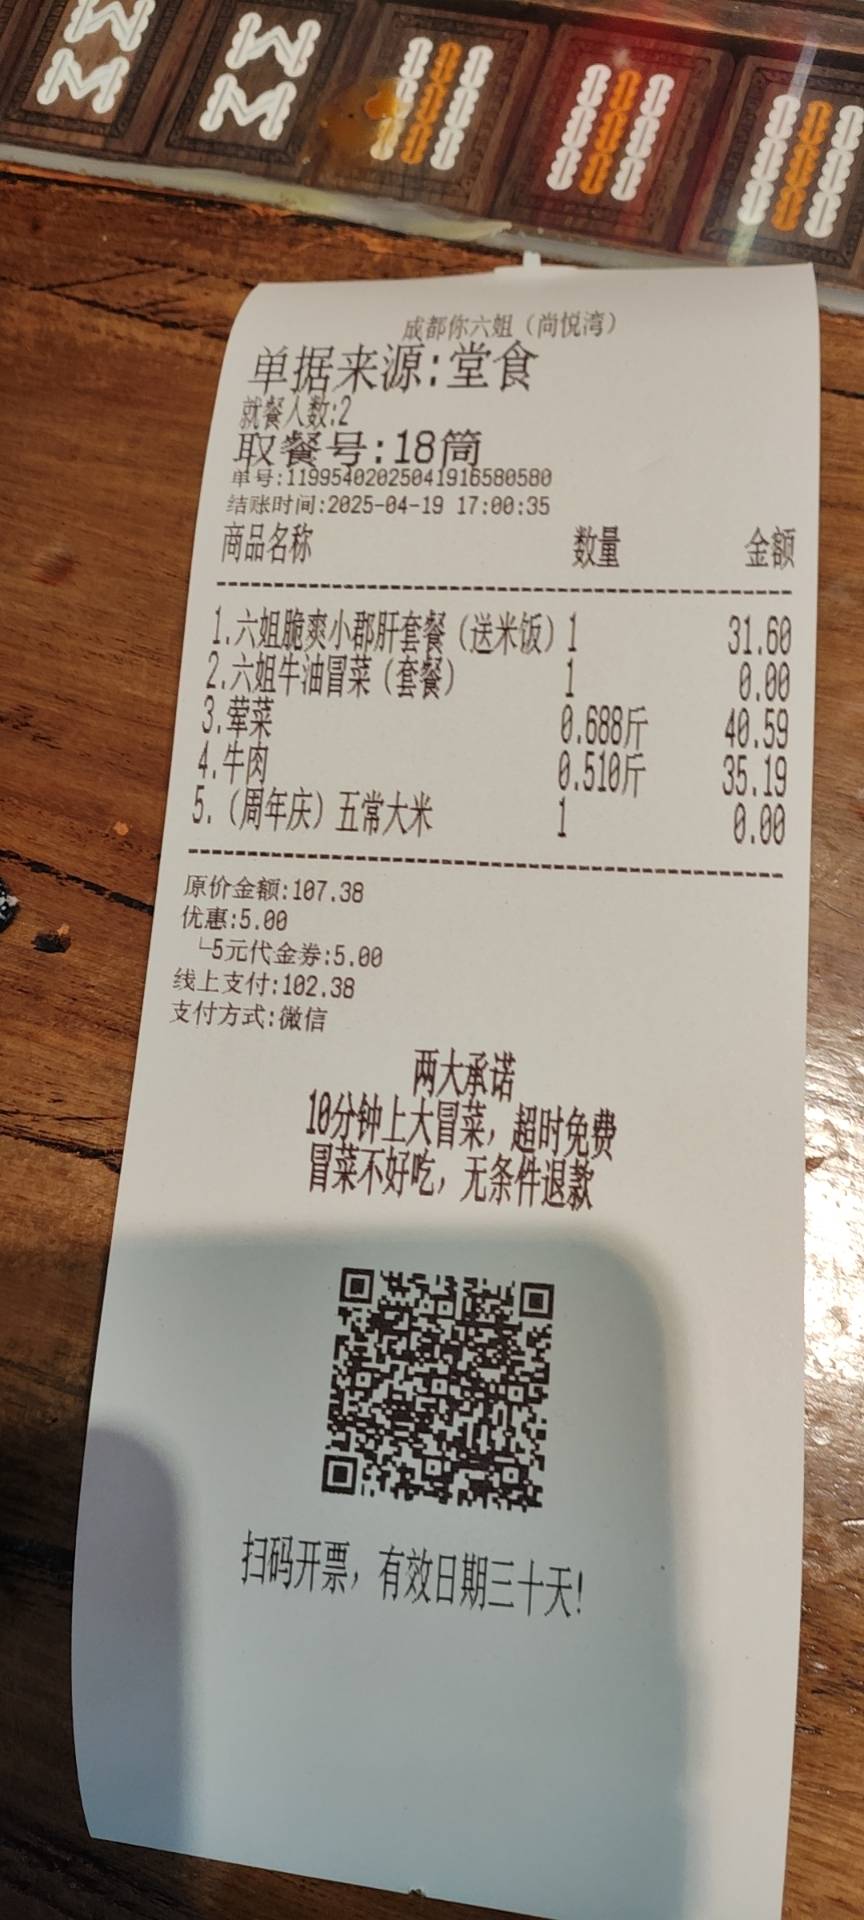 成都你六姐（尚悦湾）
单据来源:堂食
就餐人数:2
取餐号:18筒
单号:11995402025041916580580
结账时间:2025-04-19 17:00:35
商品名称 数量 金额
1.六姐脆爽小郡肝套餐（送米饭） 1 31.60
2.六姐牛油冒菜（套餐） 1 0.00
3.荤菜 0.688斤 40.59
4.牛肉 0.510斤 35.19
5.（周年庆）五常大米 1 0.00
原价金额:107.38
优惠:5.00
└5元代金券:5.00
线上支付:102.38
支付方式:微信
两大承诺
10分钟上大冒菜，超时免费
冒菜不好吃，无条件退款
扫码开票，有效日期三十天!